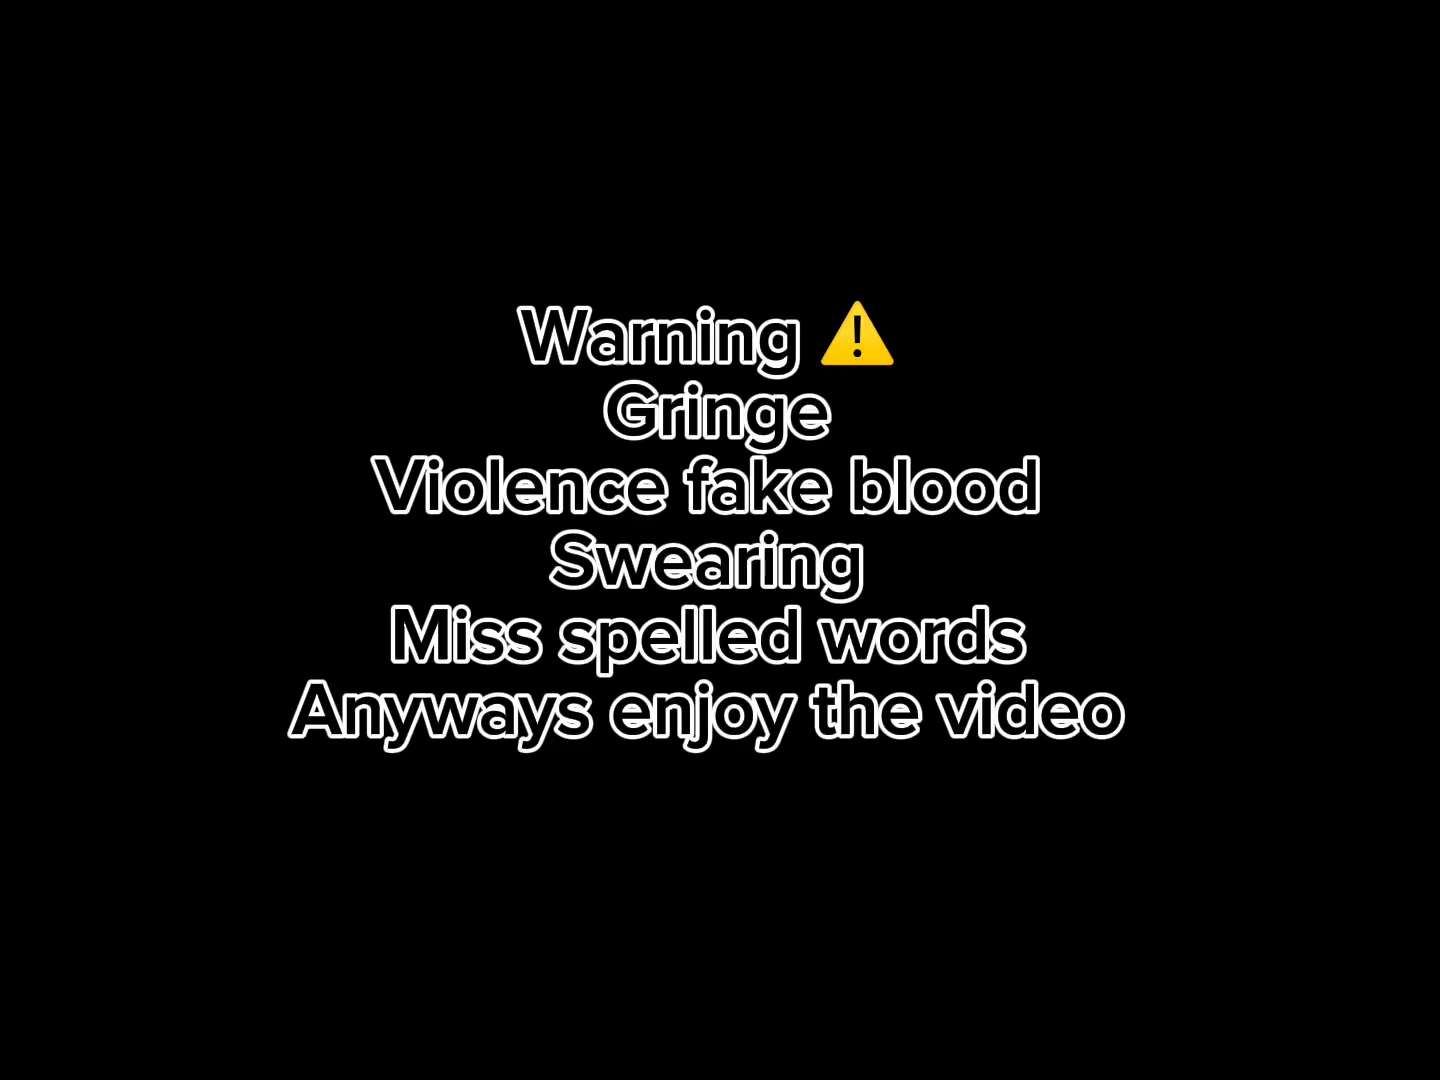 Warning ⚠️
Gringe
Violence fake blood
Swearing
Miss spelled words
Anyways enjoy the video